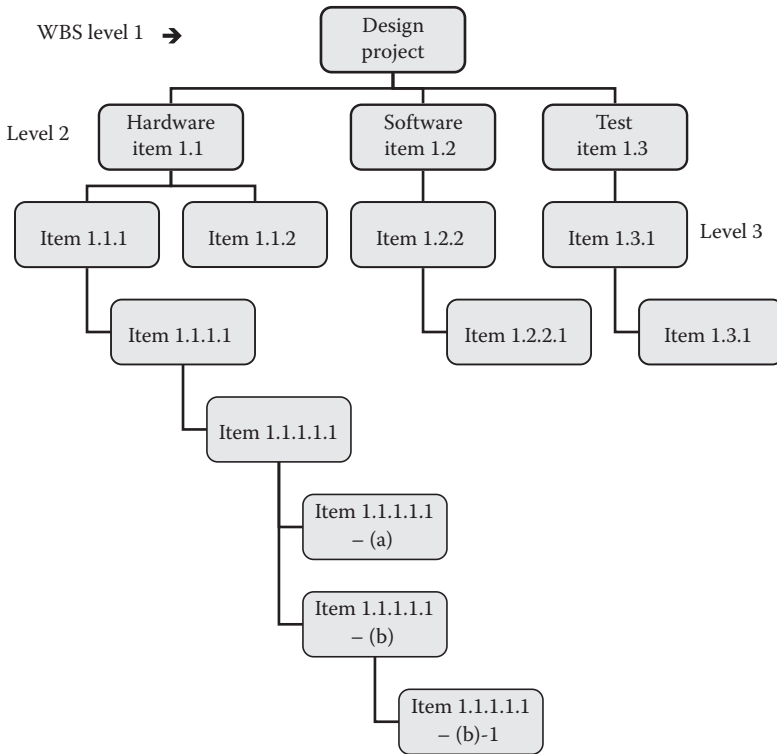 WBS level 1 ➔
Design
project
Level 2
Hardware
item 1.1
Software
item 1.2
Test
item 1.3
Item 1.1.1
Item 1.1.2
Item 1.2.2
Item 1.3.1
Level 3
Item 1.1.1.1
Item 1.2.2.1
Item 1.3.1
Item 1.1.1.1.1
Item 1.1.1.1.1
– (a)
Item 1.1.1.1.1
– (b)
Item 1.1.1.1.1
– (b)-1